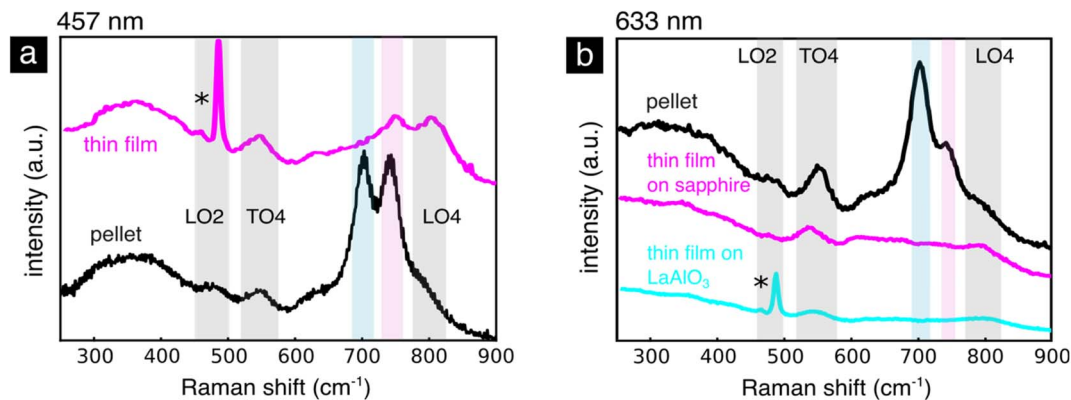 457 nm
a
*
thin film
LO2
TO4
LO4
pellet
intensity (a.u.)
300 400 500 600 700 800 900
Raman shift (cm⁻¹)
633 nm
b
LO2
TO4
LO4
pellet
thin film
on sapphire
thin film on
LaAlO₃
*
intensity (a.u.)
300 400 500 600 700 800 900
Raman shift (cm⁻¹)